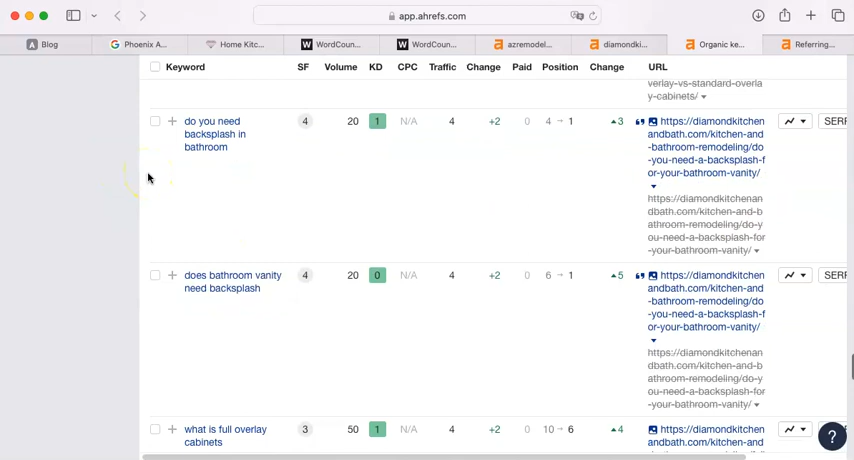 app.ahrefs.com
Blog
Phoenix A...
Home Kitc...
WordCoun...
WordCoun...
azremodel...
diamondki...
Organic ke...
Referring...
Keyword SF Volume KD CPC Traffic Change Paid Position Change URL
verlay-vs-standard-overla
y-cabinets/
do you need
backsplash in
bathroom
4 20 1 N/A 4 +2 0 4 → 1 3
https://diamondkitchen
andbath.com/kitchen-and
-bathroom-remodeling/do
-you-need-a-backsplash-f
or-your-bathroom-vanity/
https://diamondkitchenan
dbath.com/kitchen-and-b
athroom-remodeling/do-y
ou-need-a-backsplash-for
-your-bathroom-vanity/
SERP
does bathroom vanity
need backsplash
4 20 0 N/A 4 +2 0 6 → 1 5
https://diamondkitchen
andbath.com/kitchen-and
-bathroom-remodeling/do
-you-need-a-backsplash-f
or-your-bathroom-vanity/
https://diamondkitchenan
dbath.com/kitchen-and-b
athroom-remodeling/do-y
ou-need-a-backsplash-for
-your-bathroom-vanity/
SERP
what is full overlay
cabinets
3 50 1 N/A 4 +2 0 10 → 6 4
https://diamondkitchen
andbath.com/kitchen-and
?